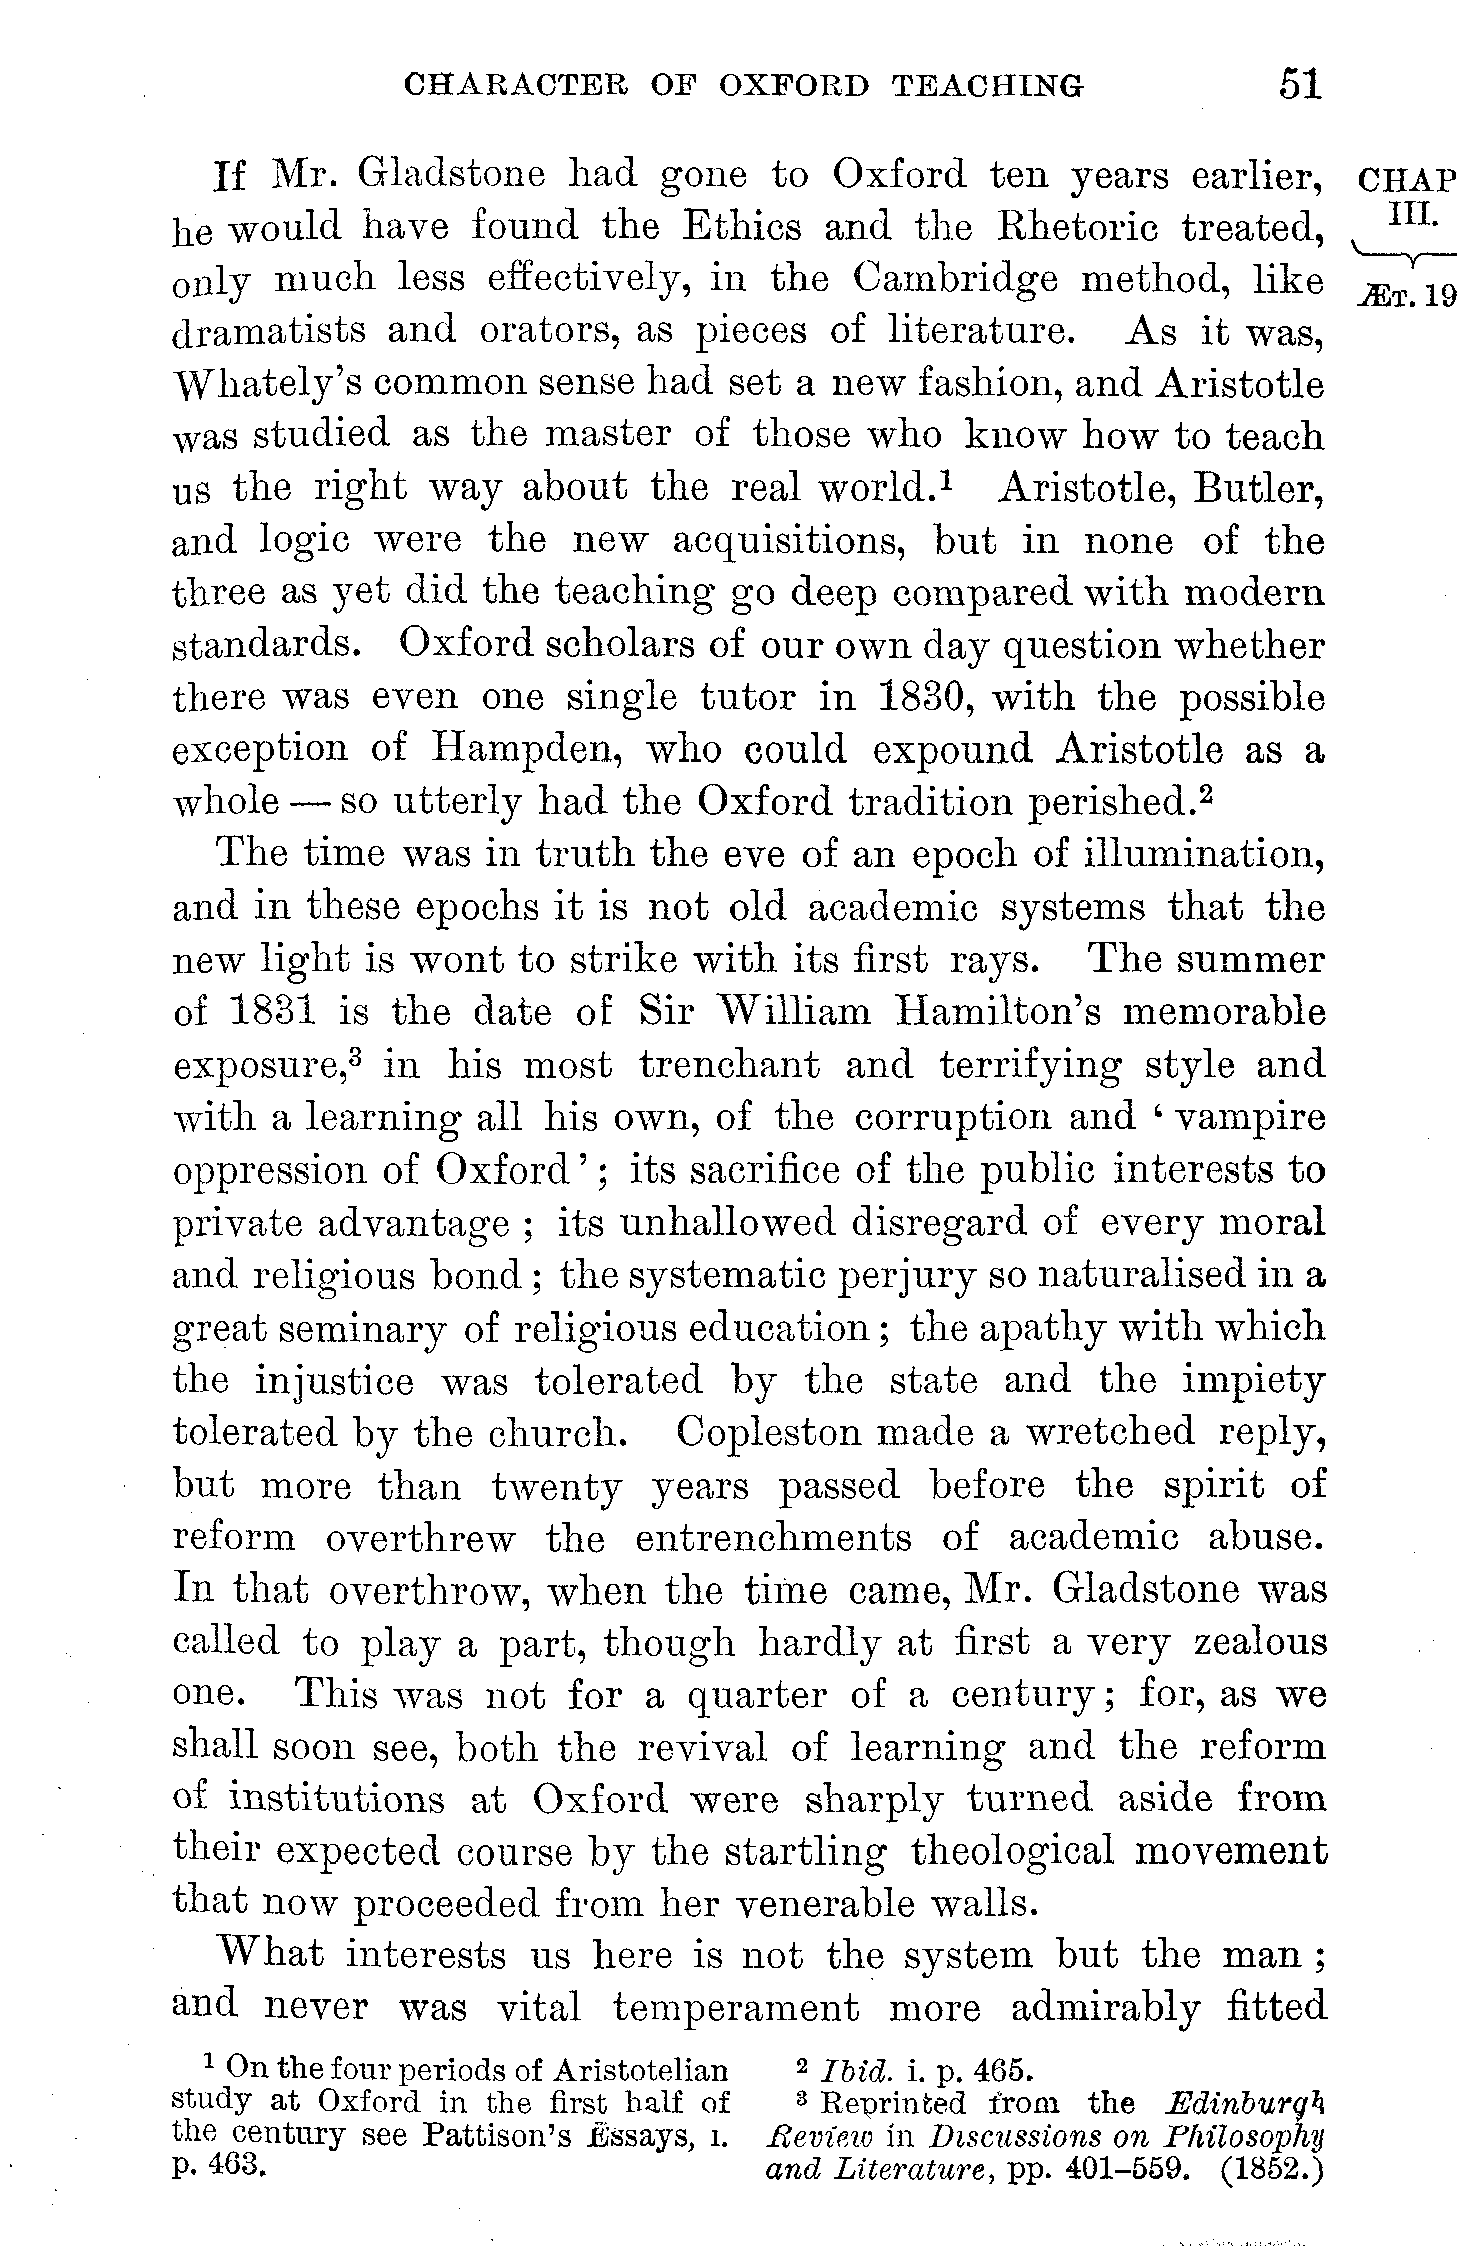 CHARACTER OF OXFORD TEACHING 51
If Mr. Gladstone had gone to Oxford ten years earlier,
he would have found the Ethics and the Rhetoric treated,
only much less effectively, in the Cambridge method, like
dramatists and orators, as pieces of literature. As it was,
Whately's common sense had set a new fashion, and Aristotle
was studied as the master of those who know how to teach
us the right way about the real world.¹ Aristotle, Butler,
and logic were the new acquisitions, but in none of the
three as yet did the teaching go deep compared with modern
standards. Oxford scholars of our own day question whether
there was even one single tutor in 1830, with the possible
exception of Hampden, who could expound Aristotle as a
whole — so utterly had the Oxford tradition perished.²
The time was in truth the eve of an epoch of illumination,
and in these epochs it is not old academic systems that the
new light is wont to strike with its first rays. The summer
of 1831 is the date of Sir William Hamilton's memorable
exposure,³ in his most trenchant and terrifying style and
with a learning all his own, of the corruption and ‘ vampire
oppression of Oxford ’; its sacrifice of the public interests to
private advantage ; its unhallowed disregard of every moral
and religious bond ; the systematic perjury so naturalised in a
great seminary of religious education ; the apathy with which
the injustice was tolerated by the state and the impiety
tolerated by the church. Copleston made a wretched reply,
but more than twenty years passed before the spirit of
reform overthrew the entrenchments of academic abuse.
In that overthrow, when the time came, Mr. Gladstone was
called to play a part, though hardly at first a very zealous
one. This was not for a quarter of a century ; for, as we
shall soon see, both the revival of learning and the reform
of institutions at Oxford were sharply turned aside from
their expected course by the startling theological movement
that now proceeded from her venerable walls.
What interests us here is not the system but the man ;
and never was vital temperament more admirably fitted
CHAP
III.
ÆT. 19
¹ On the four periods of Aristotelian
study at Oxford in the first half of
the century see Pattison's Essays, I.
p. 463.
² Ibid. i. p. 465.
³ Reprinted from the Edinburgh
Review in Discussions on Philosophy
and Literature, pp. 401–559. (1852.)